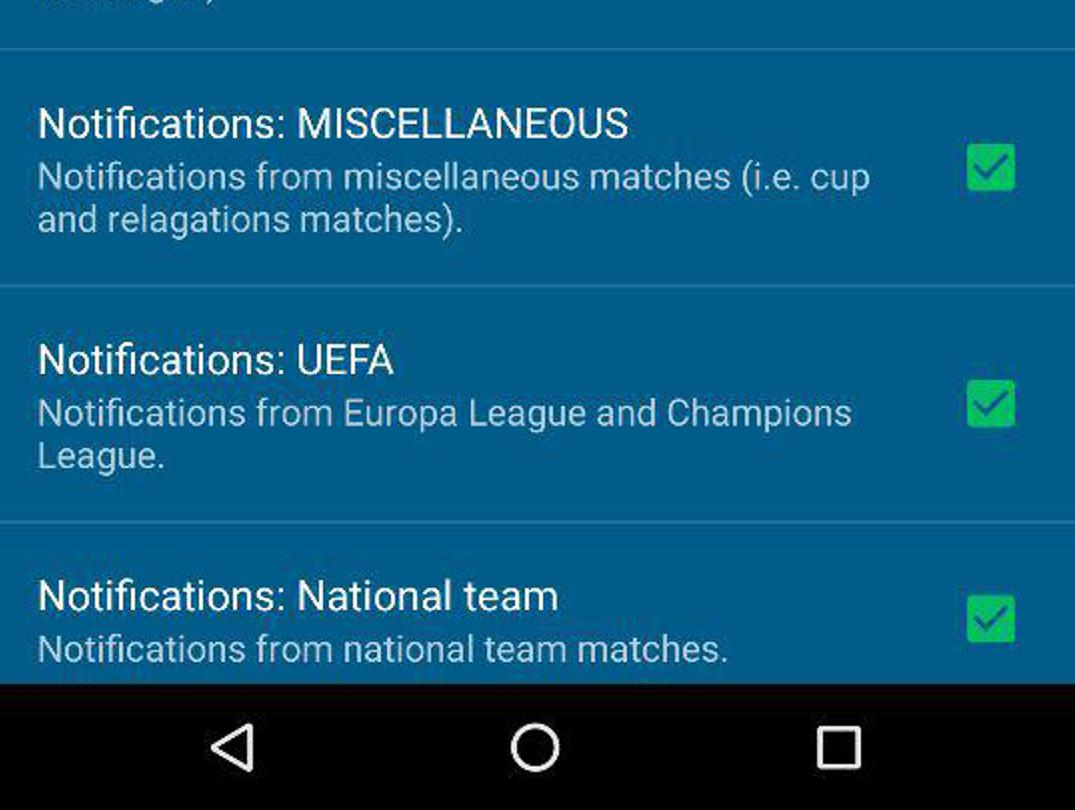 Notifications: MISCELLANEOUS
Notifications from miscellaneous matches (i.e. cup
and relagations matches).
Notifications: UEFA
Notifications from Europa League and Champions
League.
Notifications: National team
Notifications from national team matches.